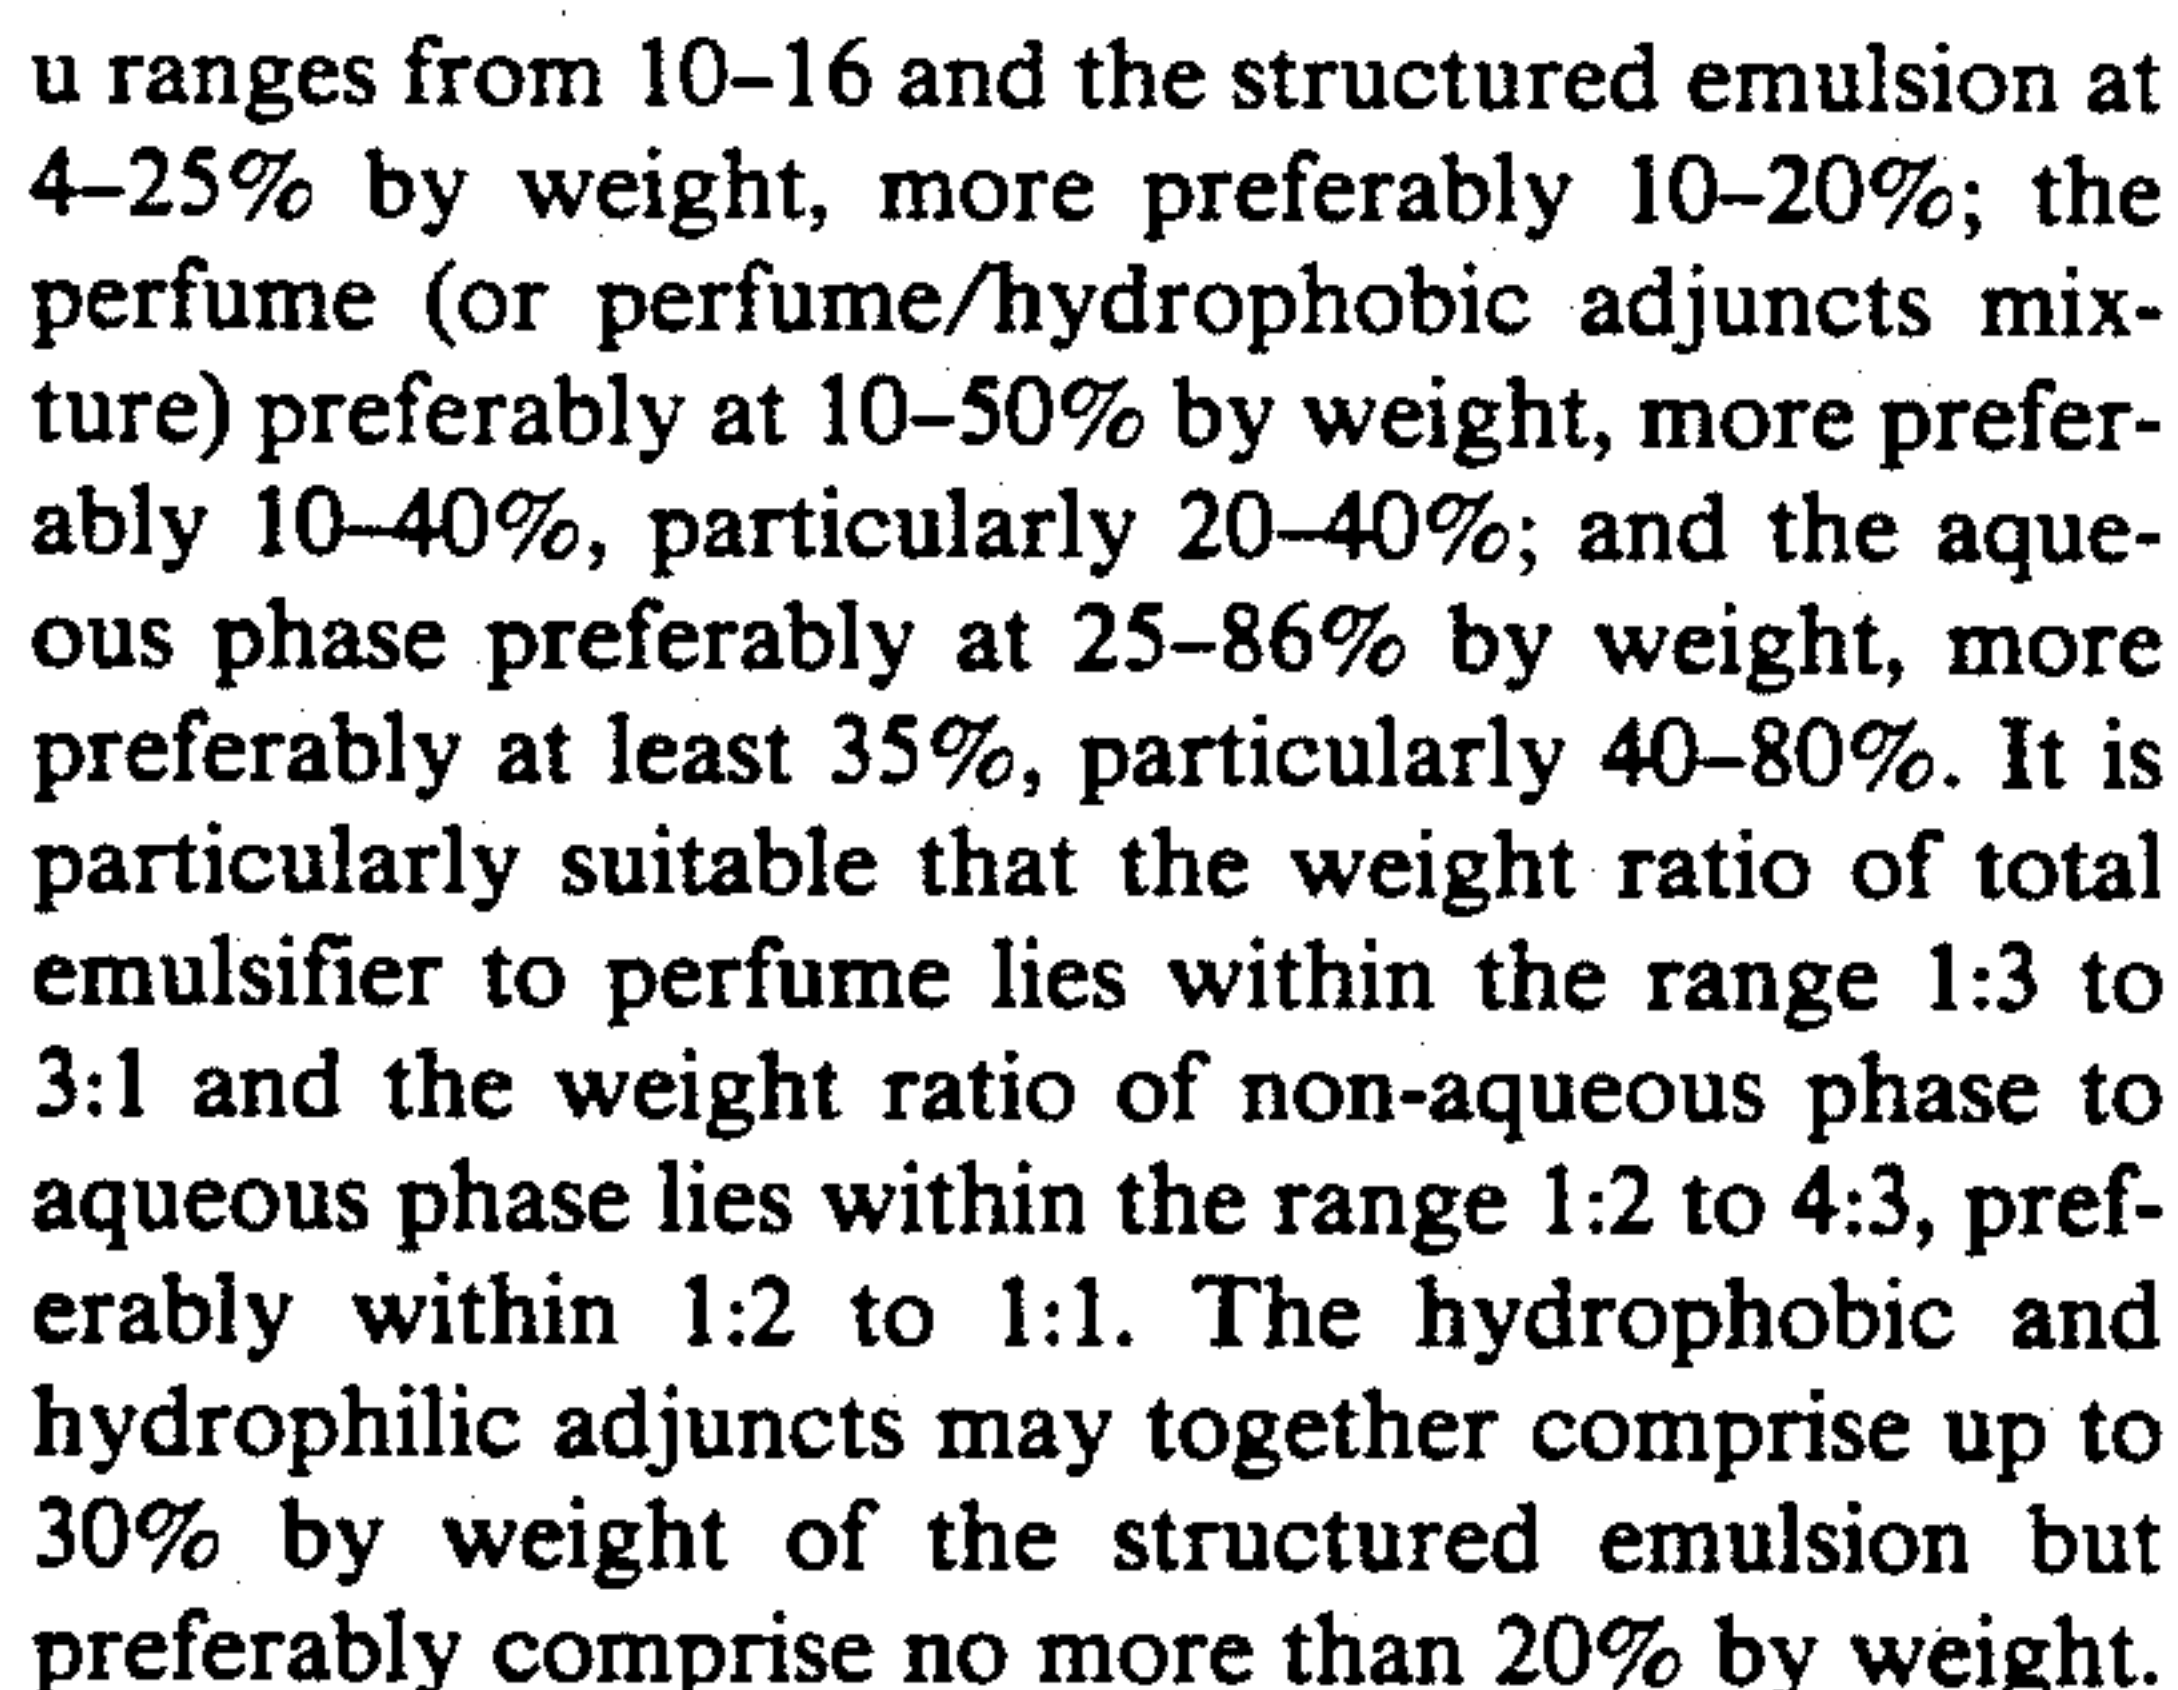 u ranges from 10–16 and the structured emulsion at
4–25% by weight, more preferably 10–20%; the
perfume (or perfume/hydrophobic adjuncts mix-
ture) preferably at 10–50% by weight, more prefer-
ably 10–40%, particularly 20–40%; and the aque-
ous phase preferably at 25–86% by weight, more
preferably at least 35%, particularly 40–80%. It is
particularly suitable that the weight ratio of total
emulsifier to perfume lies within the range 1:3 to
3:1 and the weight ratio of non-aqueous phase to
aqueous phase lies within the range 1:2 to 4:3, pref-
erably within 1:2 to 1:1. The hydrophobic and
hydrophilic adjuncts may together comprise up to
30% by weight of the structured emulsion but
preferably comprise no more than 20% by weight.